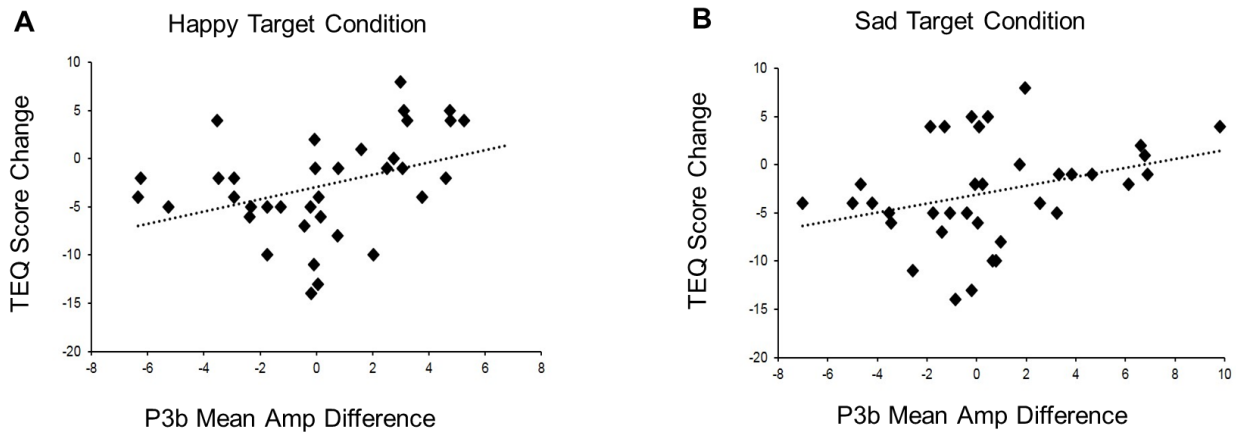 A
Happy Target Condition
TEQ Score Change
10
5
0
-5
-10
-15
-20
-8 -6 -4 -2 0 2 4 6 8
P3b Mean Amp Difference
B
Sad Target Condition
TEQ Score Change
10
5
0
-5
-10
-15
-20
-8 -6 -4 -2 0 2 4 6 8 10
P3b Mean Amp Difference